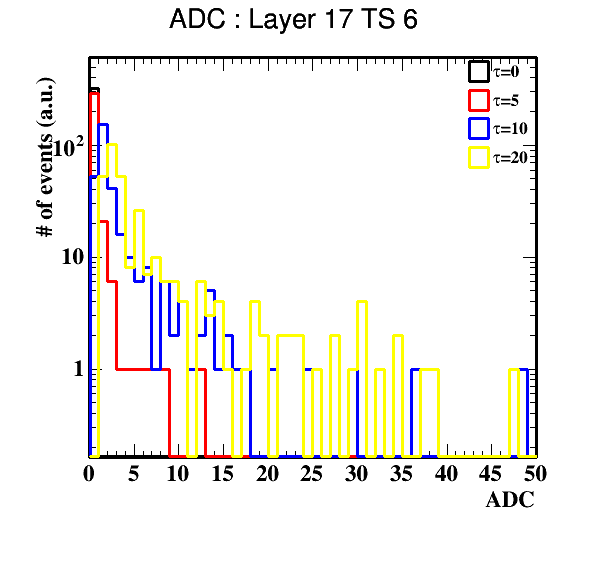 ADC : Layer 17 TS 6
# of events (a.u.)
τ=0
τ=5
τ=10
τ=20
10²
10
1
0 5 10 15 20 25 30 35 40 45 50
ADC